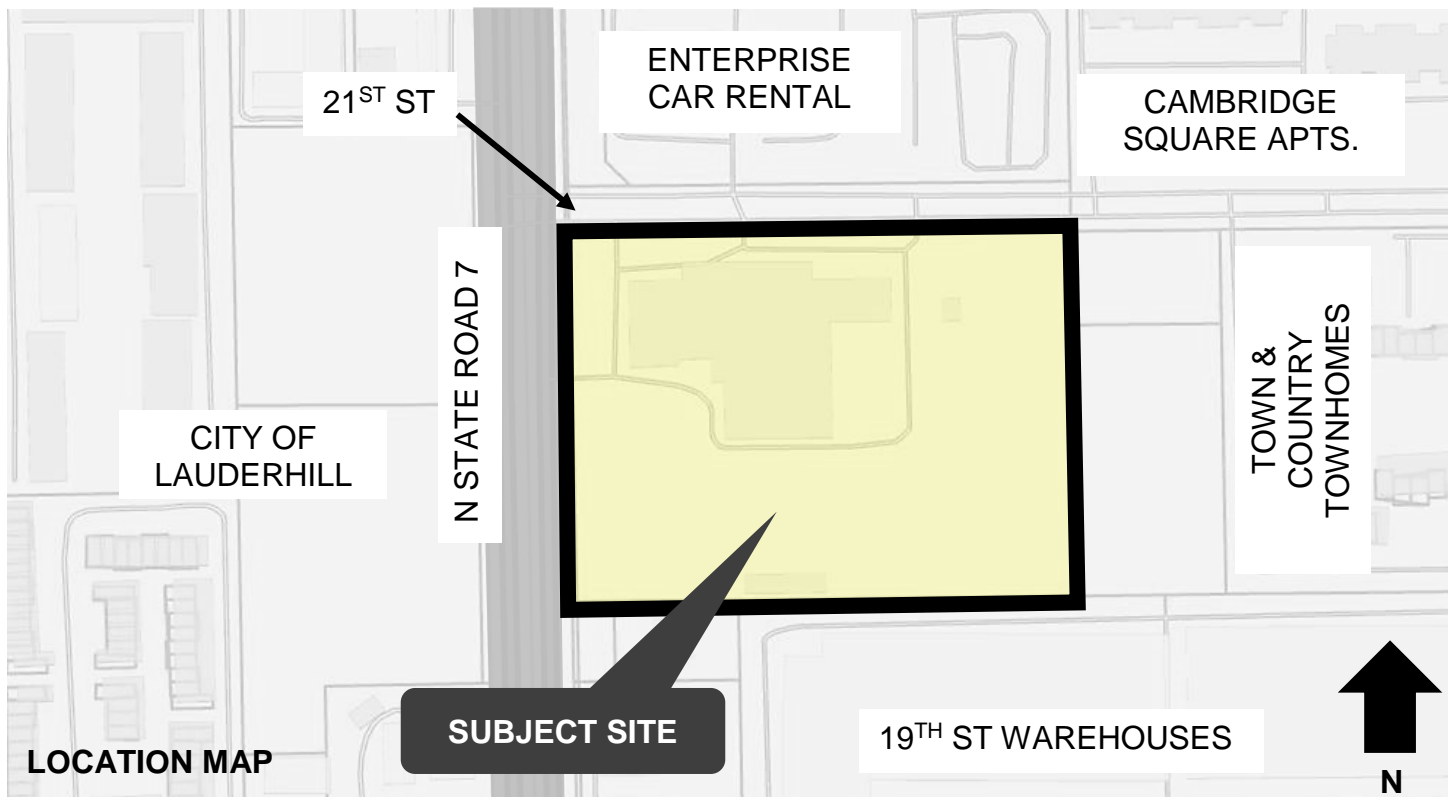 ENTERPRISE
CAR RENTAL
21ST ST
CAMBRIDGE
SQUARE APTS.
N STATE ROAD 7
TOWN &
COUNTRY
TOWNHOMES
CITY OF
LAUDERHILL
SUBJECT SITE
19TH ST WAREHOUSES
LOCATION MAP
N